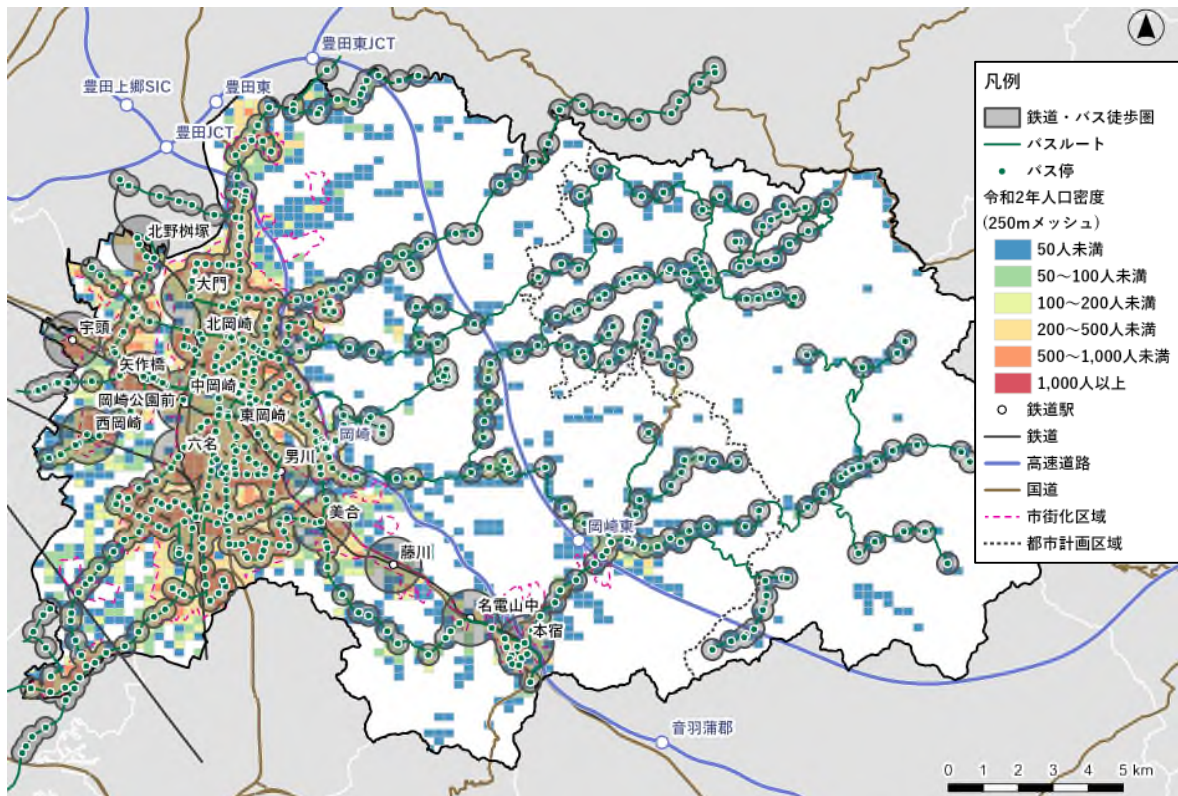 豊田東JCT
豊田上郷SIC
豊田東
豊田JCT
北野桝塚
大門
北岡崎
宇頭
矢作橋
中岡崎
岡崎公園前
東岡崎
西岡崎
岡崎
六名
男川
美合
岡崎東
藤川
名電山中
本宿
音羽蒲郡
凡例
鉄道・バス徒歩圏
バスルート
バス停
令和2年人口密度
(250mメッシュ)
50人未満
50～100人未満
100～200人未満
200～500人未満
500～1,000人未満
1,000人以上
鉄道駅
鉄道
高速道路
国道
市街化区域
都市計画区域
0 1 2 3 4 5 km